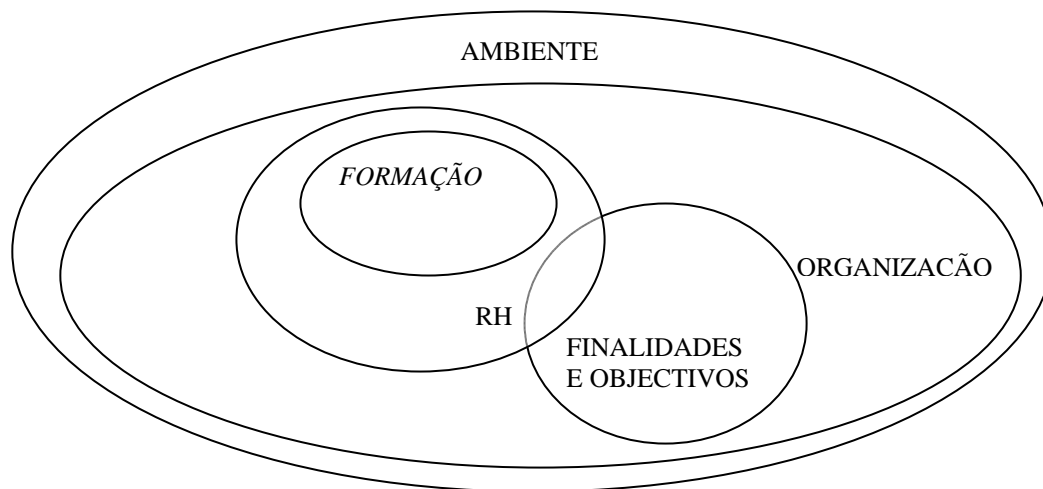 AMBIENTE
FORMAÇÃO
ORGANIZACÃO
RH
FINALIDADES
E OBJECTIVOS